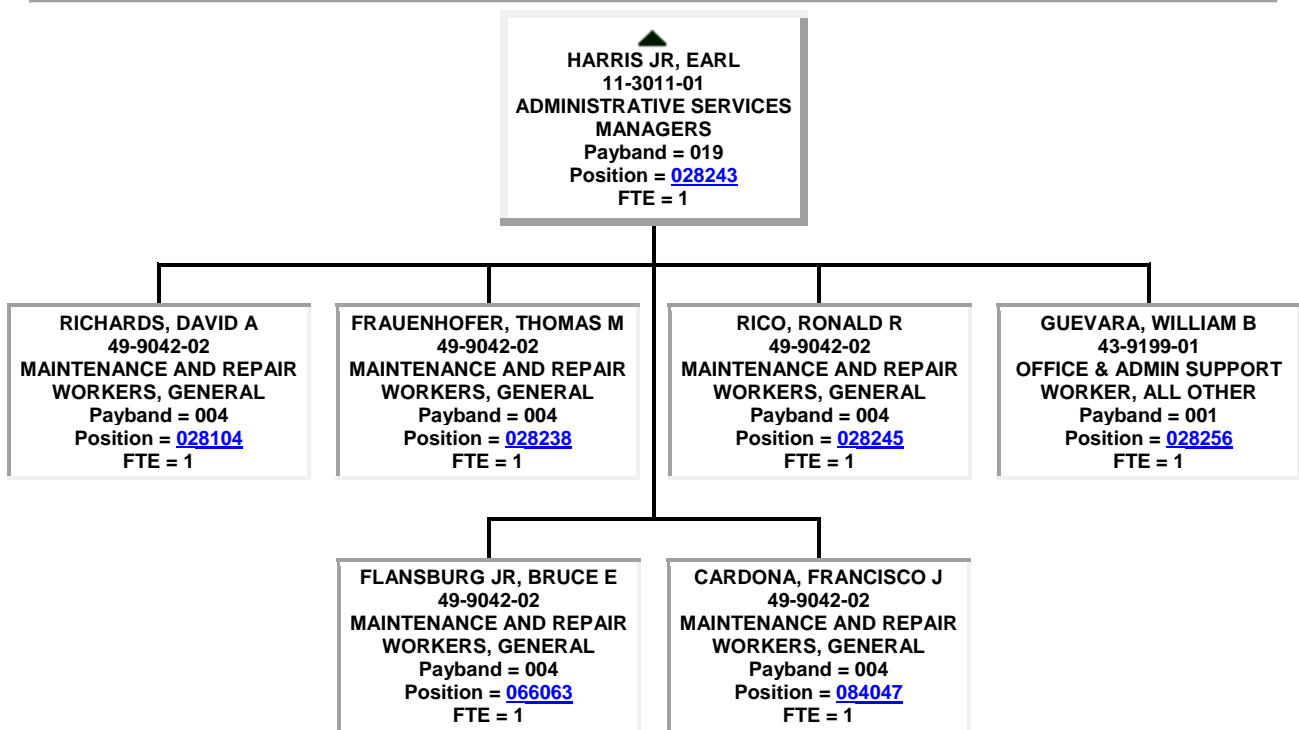 HARRIS JR, EARL
11-3011-01
ADMINISTRATIVE SERVICES
MANAGERS
Payband = 019
Position = 028243
FTE = 1
RICHARDS, DAVID A
49-9042-02
MAINTENANCE AND REPAIR
WORKERS, GENERAL
Payband = 004
Position = 028104
FTE = 1
FRAUENHOFER, THOMAS M
49-9042-02
MAINTENANCE AND REPAIR
WORKERS, GENERAL
Payband = 004
Position = 028238
FTE = 1
RICO, RONALD R
49-9042-02
MAINTENANCE AND REPAIR
WORKERS, GENERAL
Payband = 004
Position = 028245
FTE = 1
GUEVARA, WILLIAM B
43-9199-01
OFFICE & ADMIN SUPPORT
WORKER, ALL OTHER
Payband = 001
Position = 028256
FTE = 1
FLANSBURG JR, BRUCE E
49-9042-02
MAINTENANCE AND REPAIR
WORKERS, GENERAL
Payband = 004
Position = 066063
FTE = 1
CARDONA, FRANCISCO J
49-9042-02
MAINTENANCE AND REPAIR
WORKERS, GENERAL
Payband = 004
Position = 084047
FTE = 1